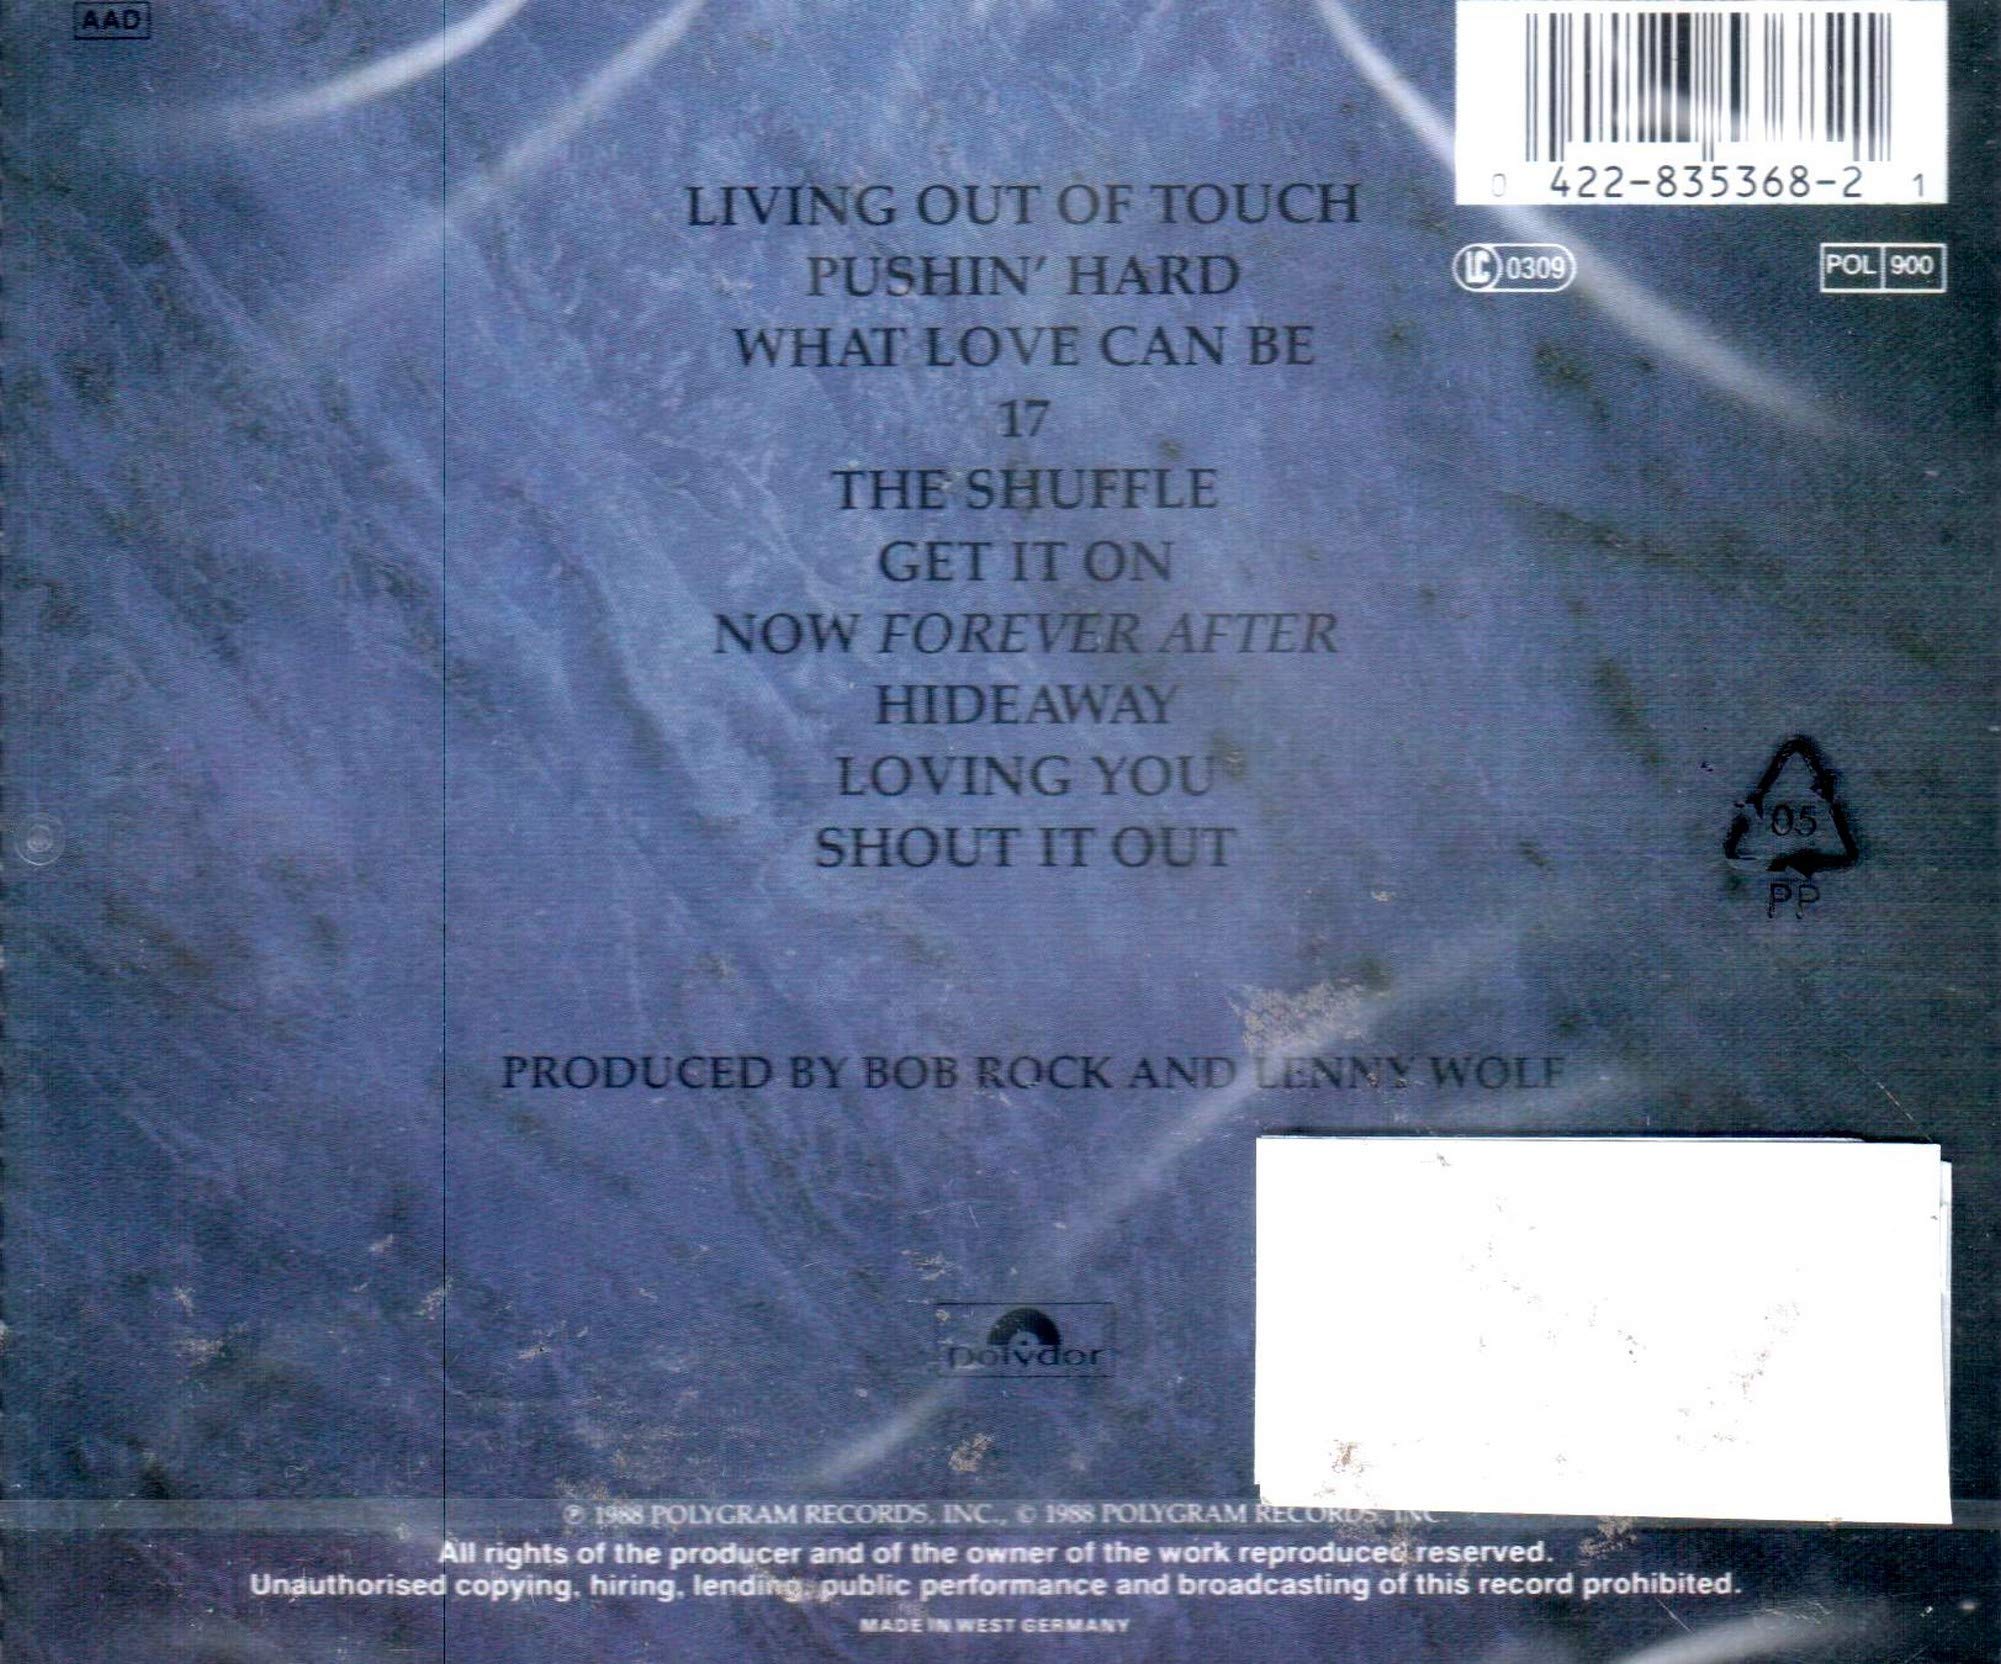 AAD
0 422-835368-2 1
LC 0309
POL 900
LIVING OUT OF TOUCH
PUSHIN' HARD
WHAT LOVE CAN BE
17
THE SHUFFLE
GET IT ON
NOW FOREVER AFTER
HIDEAWAY
LOVING YOU
SHOUT IT OUT
05
PP
PRODUCED BY BOB ROCK AND LENNY WOLF
polydor
℗ 1988 POLYGRAM RECORDS, INC., © 1988 POLYGRAM RECORDS, INC.
All rights of the producer and of the owner of the work reproduced reserved.
Unauthorised copying, hiring, lending, public performance and broadcasting of this record prohibited.
MADE IN WEST GERMANY